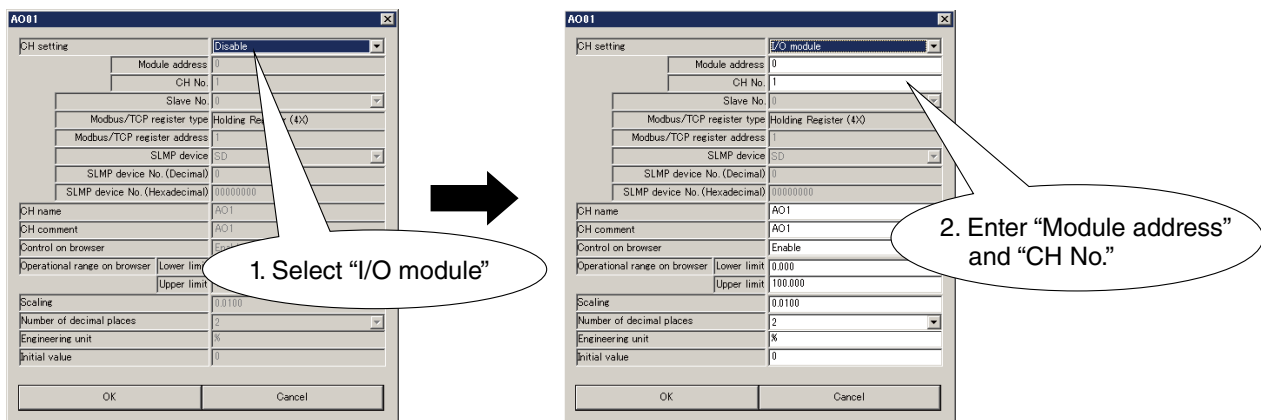 AO01
CH setting Disable
Module address 0
CH No. 1
Slave No. 0
Modbus/TCP register type Holding Register (4X)
Modbus/TCP register address 1
SLMP device SD
SLMP device No. (Decimal) 0
SLMP device No. (Hexadecimal) 00000000
CH name AO1
CH comment AO1
Control on browser
Operational range on browser Lower limit
Upper limit
Scaling 0.0100
Number of decimal places 2
Engineering unit %
Initial value 0
OK Cancel
1. Select “I/O module”
AO01
CH setting I/O module
Module address 0
CH No. 1
Slave No. 0
Modbus/TCP register type Holding Register (4X)
Modbus/TCP register address 1
SLMP device SD
SLMP device No. (Decimal) 0
SLMP device No. (Hexadecimal) 00000000
CH name AO1
CH comment AO1
Control on browser Enable
Operational range on browser Lower limit 0.000
Upper limit 100.000
Scaling 0.0100
Number of decimal places 2
Engineering unit %
Initial value 0
OK Cancel
2. Enter “Module address”
and “CH No.”